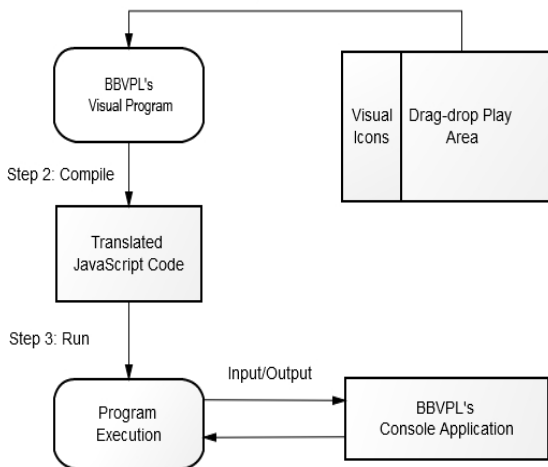 BBVPL's
Visual Program
Visual
Icons
Drag-drop Play
Area
Step 2: Compile
Translated
JavaScript Code
Step 3: Run
Program
Execution
Input/Output
BBVPL's
Console Application